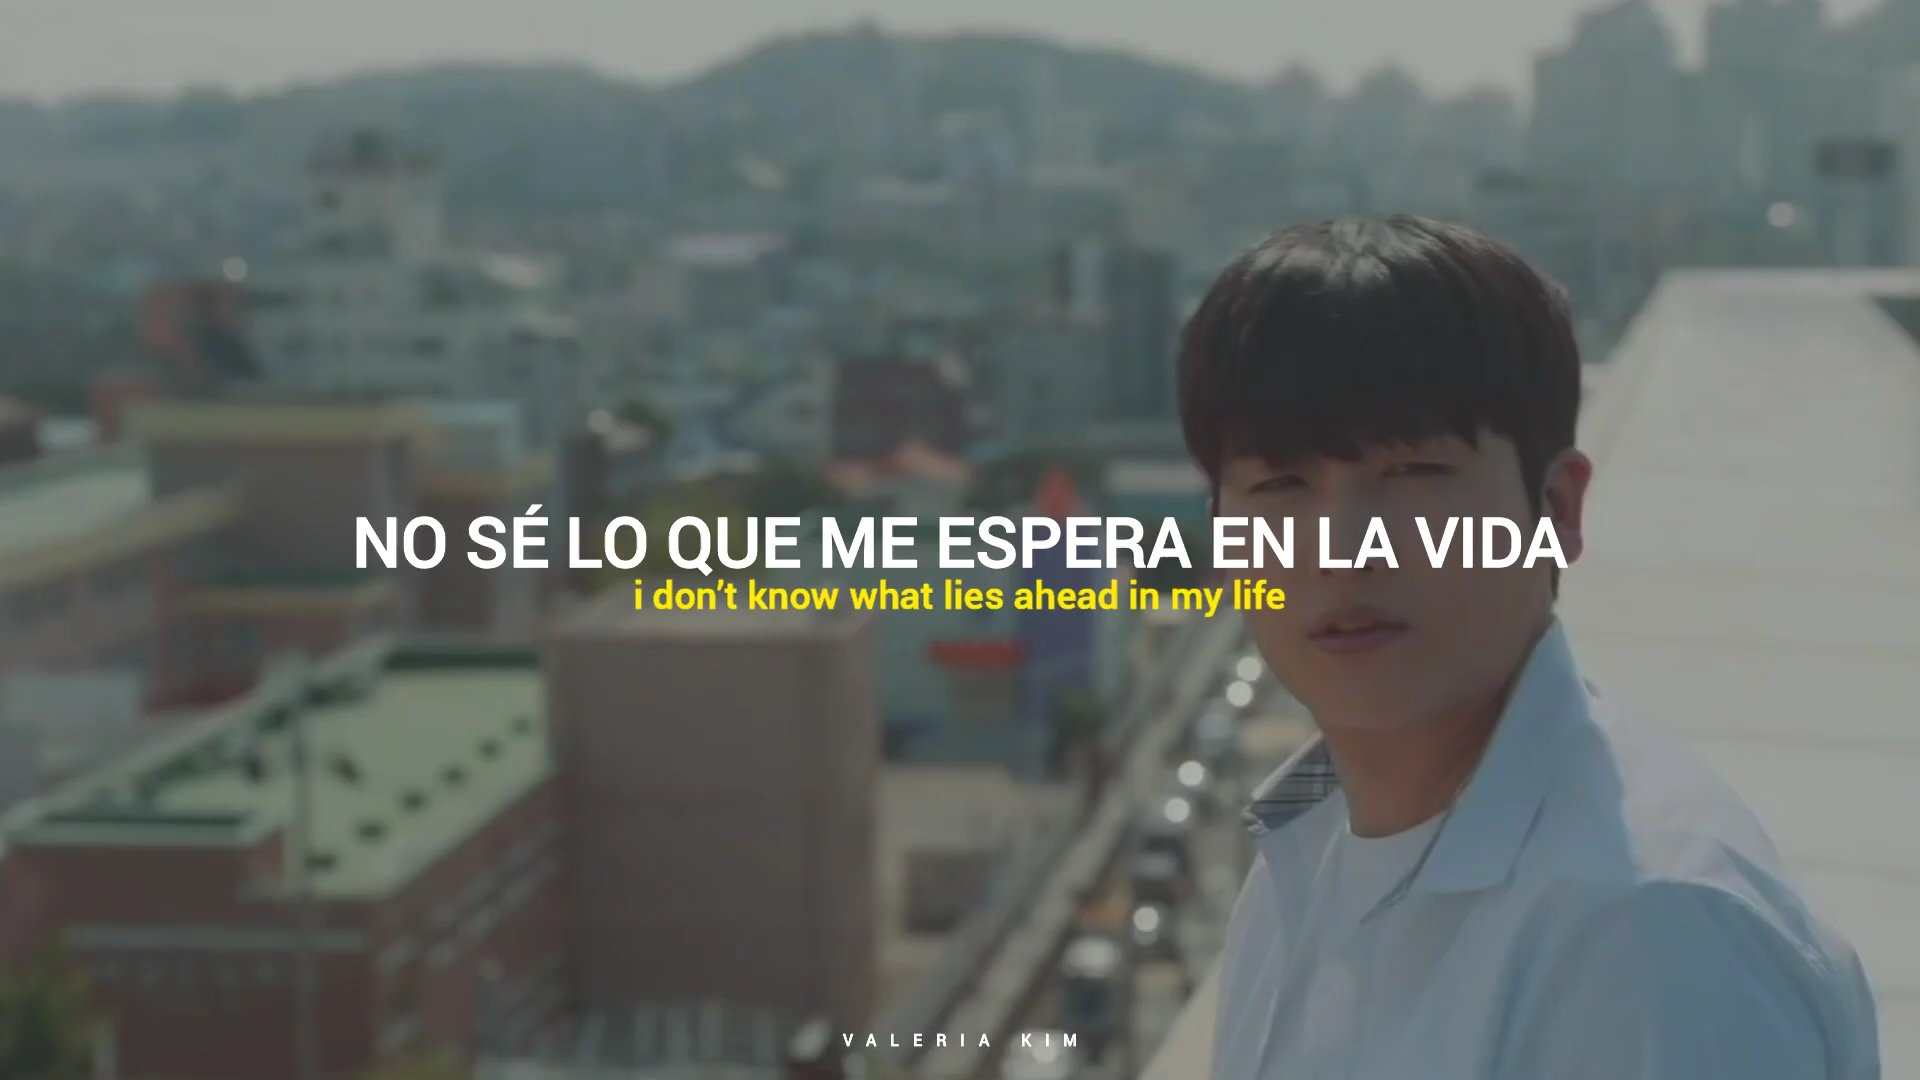 NO SÉ LO QUE ME ESPERA EN LA VIDA
i don’t know what lies ahead in my life
VALERIA KIM